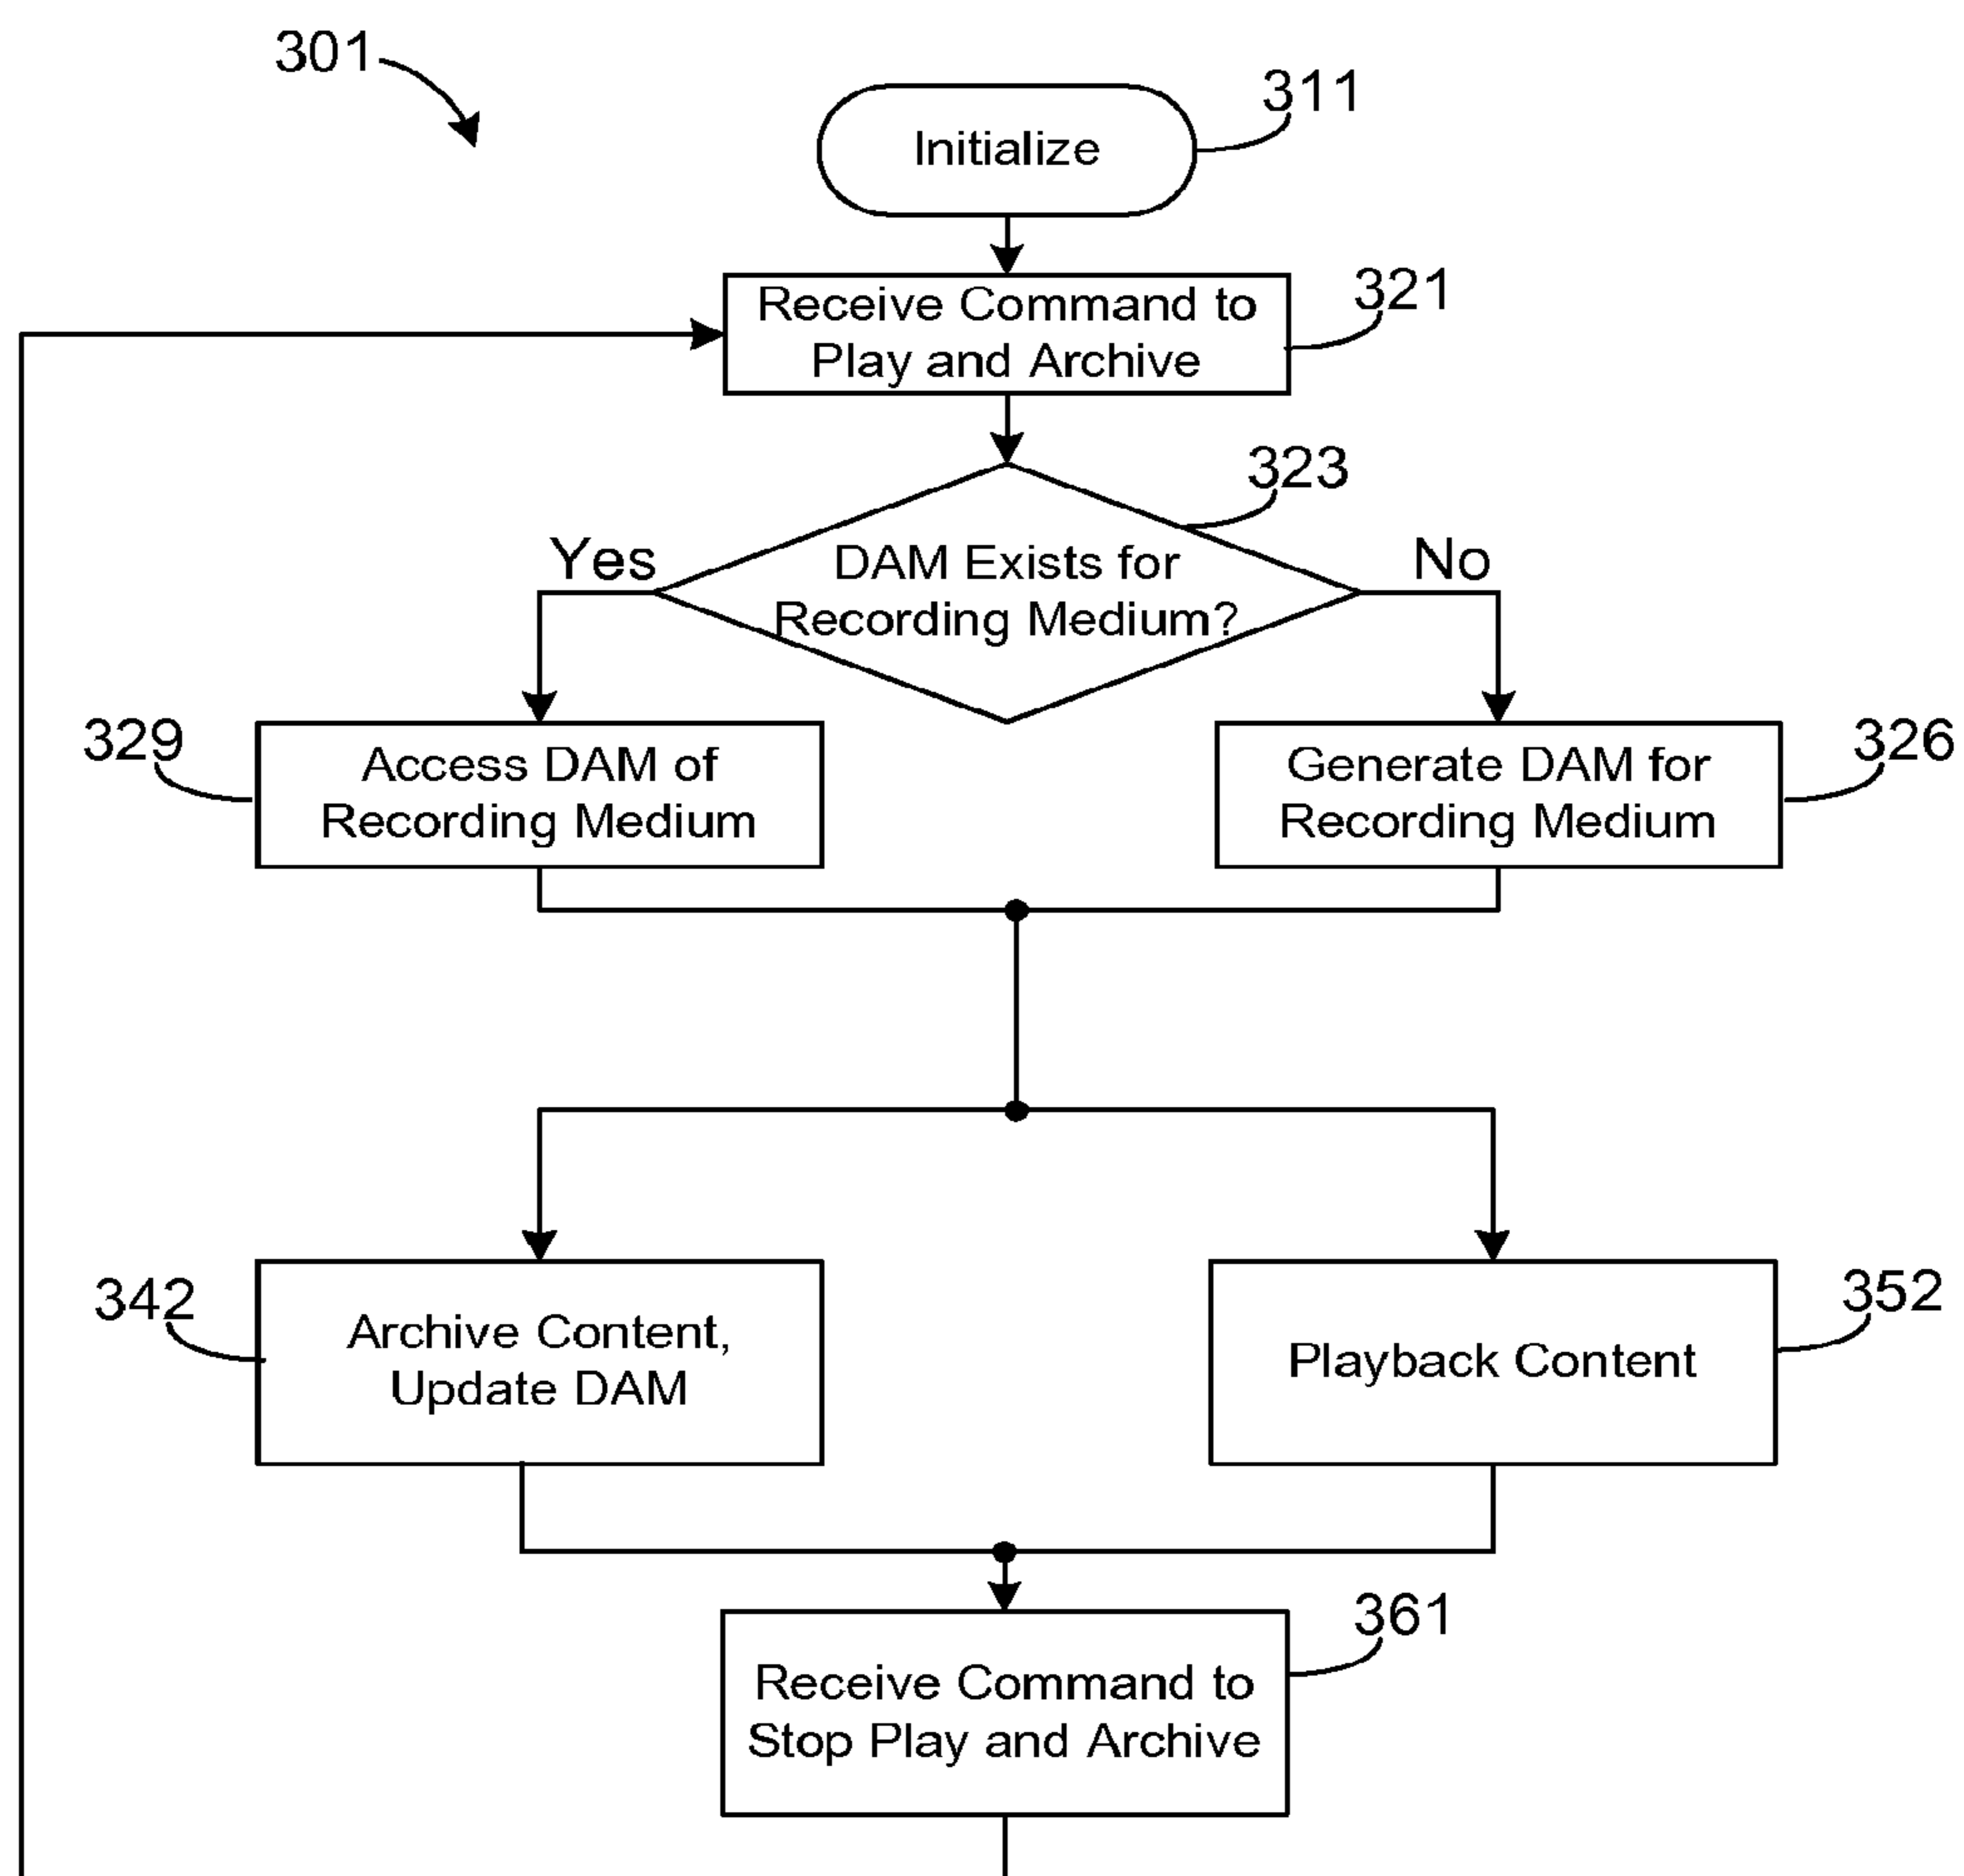 301
311
Initialize
321
Receive Command to
Play and Archive
323
Yes
No
DAM Exists for
Recording Medium?
329
Access DAM of
Recording Medium
326
Generate DAM for
Recording Medium
342
Archive Content,
Update DAM
352
Playback Content
361
Receive Command to
Stop Play and Archive